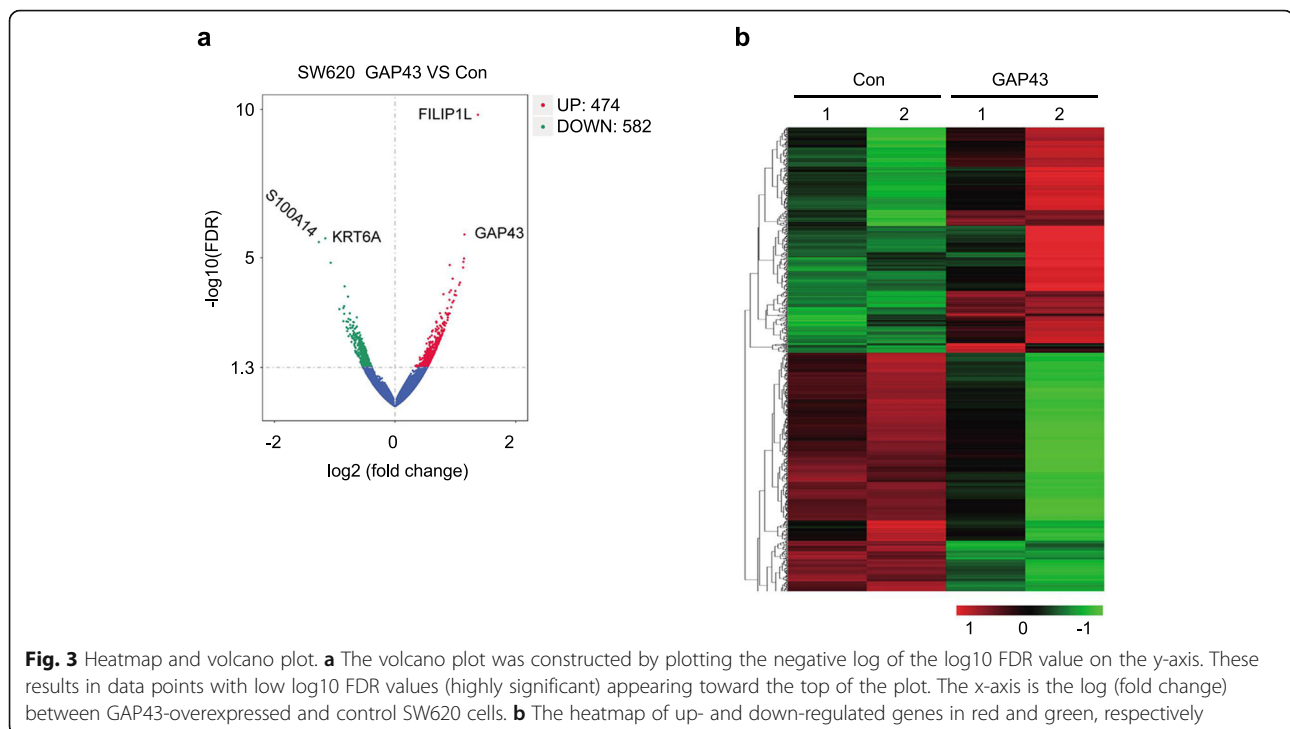 a
SW620 GAP43 VS Con
10
5
1.3
-log10(FDR)
FILIP1L
S100A14
KRT6A
GAP43
UP: 474
DOWN: 582
-2 0 2
log2 (fold change)
b
Con GAP43
1 2 1 2
1 0 -1
Fig. 3 Heatmap and volcano plot. a The volcano plot was constructed by plotting the negative log of the log10 FDR value on the y-axis. These
results in data points with low log10 FDR values (highly significant) appearing toward the top of the plot. The x-axis is the log (fold change)
between GAP43-overexpressed and control SW620 cells. b The heatmap of up- and down-regulated genes in red and green, respectively